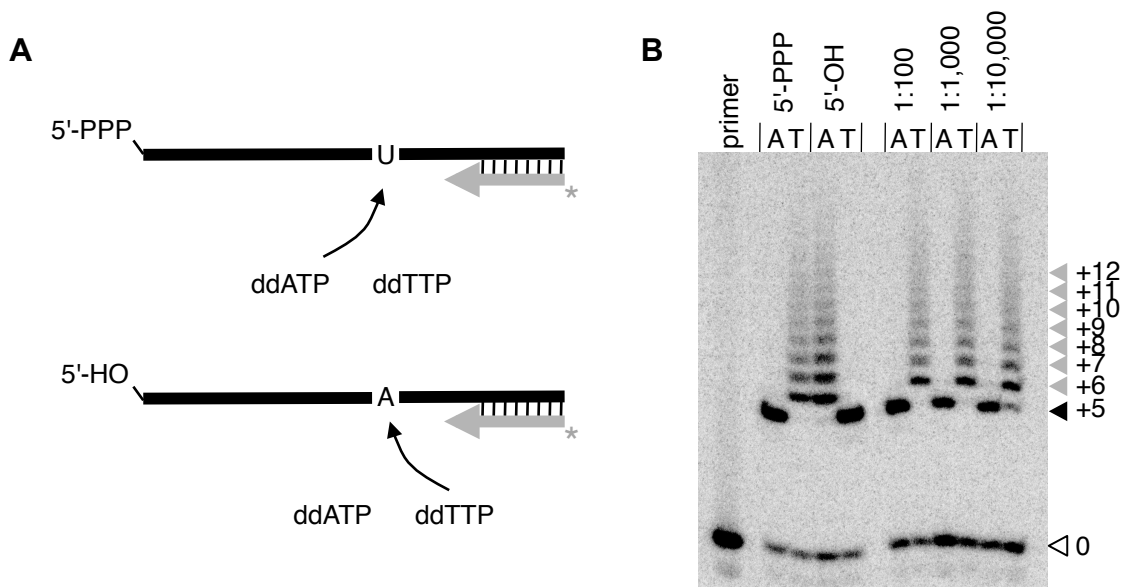 A
5'-PPP
U
*
ddATP ddTTP
5'-HO
A
*
ddATP ddTTP
B
primer
5'-PPP
5'-OH
1:100
1:1,000
1:10,000
A T A T A T A T A T
+12
+11
+10
+9
+8
+7
+6
+5
0